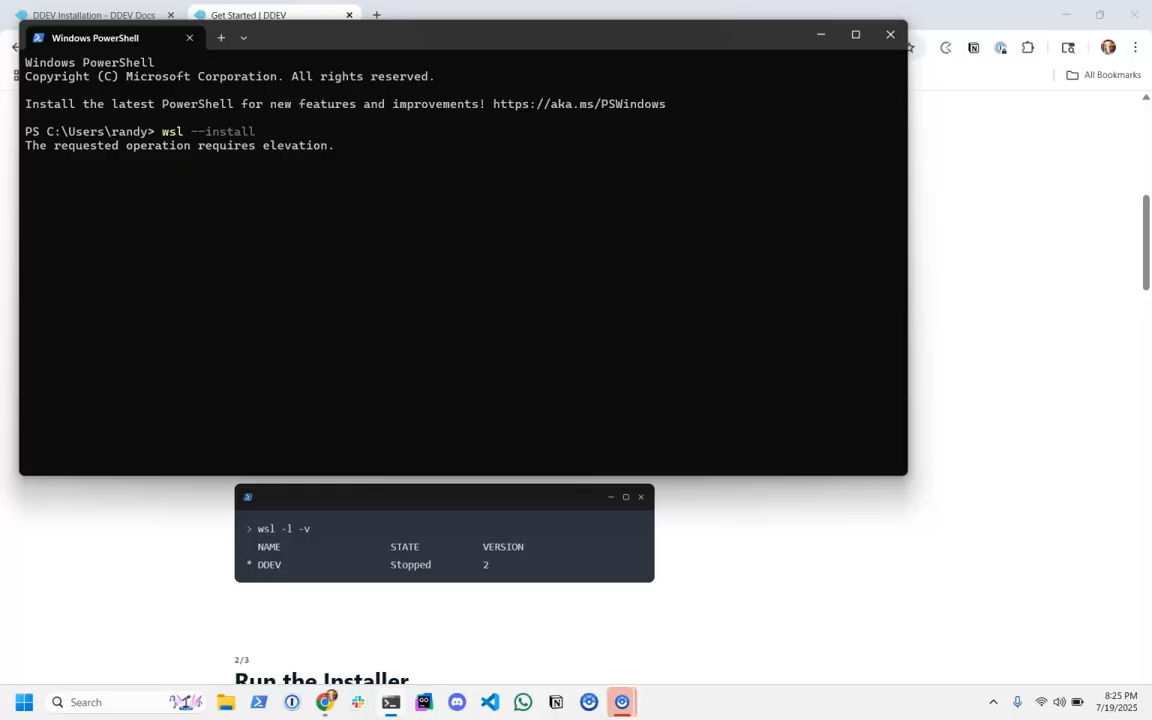 DDEV Installation - DDEV Docs
Get Started | DDEV
Windows PowerShell
Windows PowerShell
Copyright (C) Microsoft Corporation. All rights reserved.
Install the latest PowerShell for new features and improvements! https://aka.ms/PSWindows
PS C:\Users\randy> wsl --install
The requested operation requires elevation.
All Bookmarks
> wsl -l -v
NAME STATE VERSION
* DDEV Stopped 2
2/3
Run the Installer
Search
8:25 PM
7/19/2025